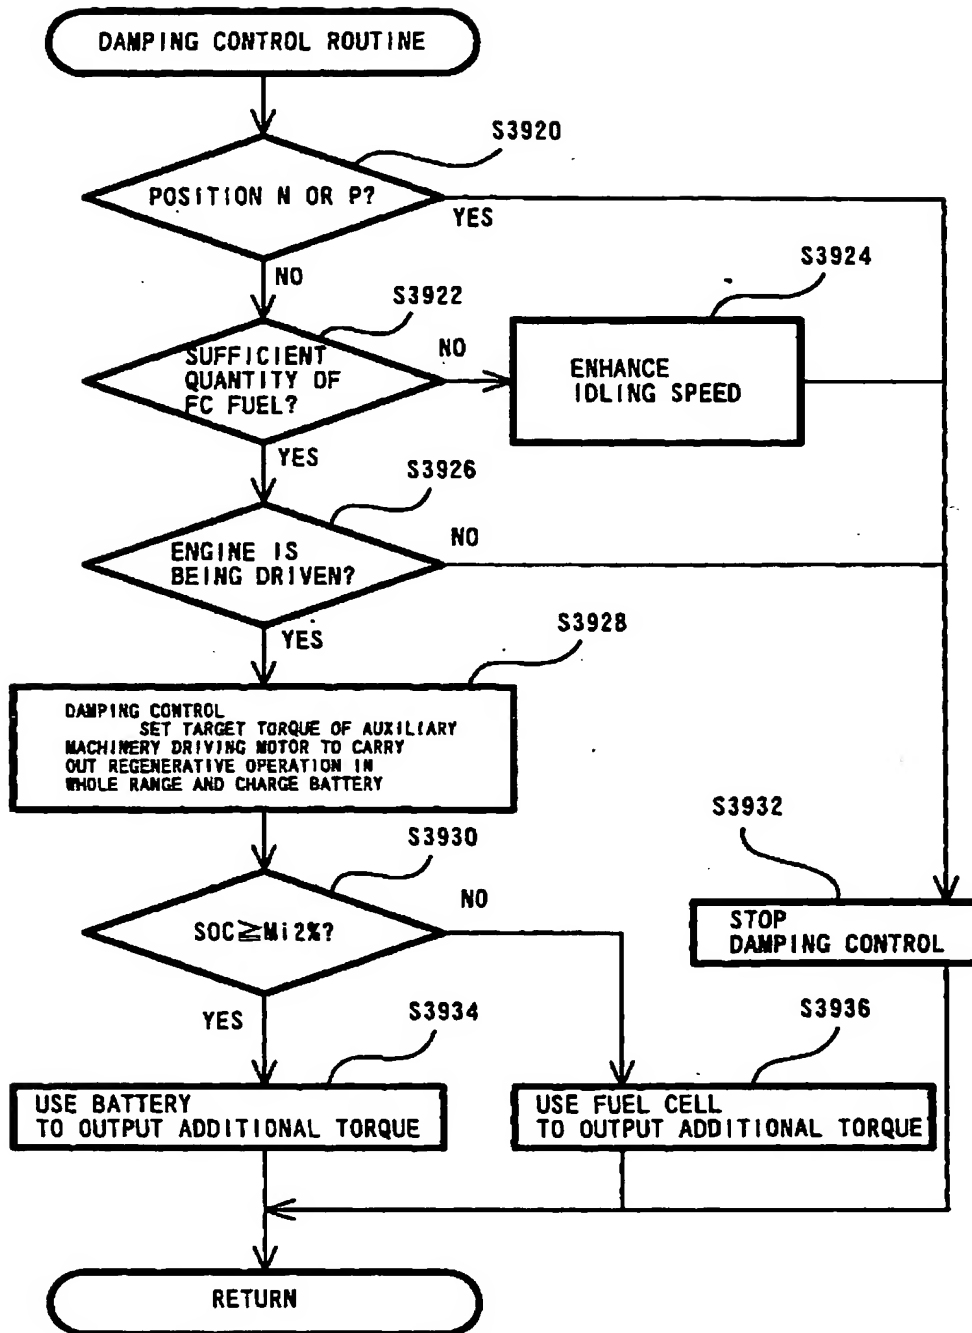 DAMPING CONTROL ROUTINE
S3920
POSITION N OR P?
YES
NO
S3924
S3922
SUFFICIENT
QUANTITY OF
FC FUEL?
NO
ENHANCE
IDLING SPEED
YES
S3926
ENGINE IS
BEING DRIVEN?
NO
YES
S3928
DAMPING CONTROL
SET TARGET TORQUE OF AUXILIARY
MACHINERY DRIVING MOTOR TO CARRY
OUT REGENERATIVE OPERATION IN
WHOLE RANGE AND CHARGE BATTERY
S3932
S3930
SOC≧Mi2%?
NO
STOP
DAMPING CONTROL
YES
S3934
S3936
USE BATTERY
TO OUTPUT ADDITIONAL TORQUE
USE FUEL CELL
TO OUTPUT ADDITIONAL TORQUE
RETURN